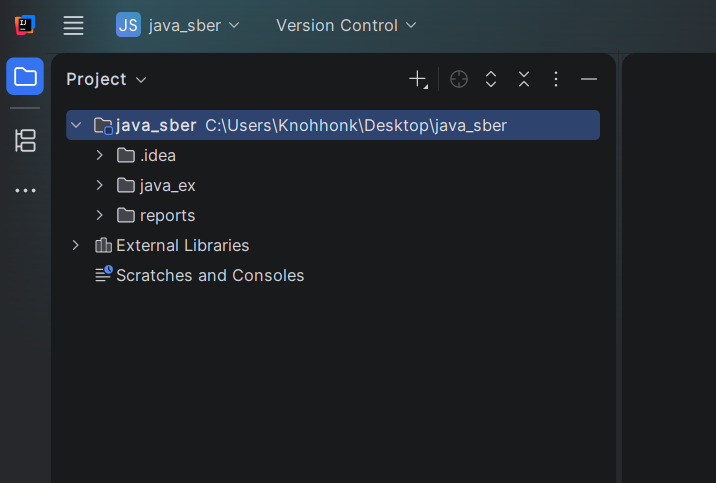 JS java_sber Version Control
Project
java_sber C:\Users\Knohhonk\Desktop\java_sber
.idea
java_ex
reports
External Libraries
Scratches and Consoles